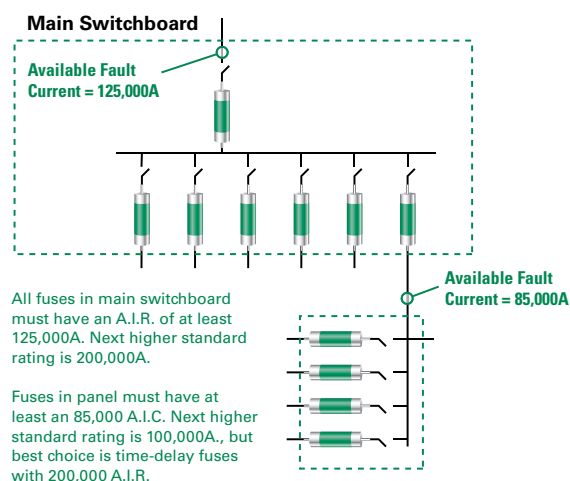 Main Switchboard
Available Fault
Current = 125,000A
Available Fault
Current = 85,000A
All fuses in main switchboard
must have an A.I.R. of at least
125,000A. Next higher standard
rating is 200,000A.
Fuses in panel must have at
least an 85,000 A.I.C. Next higher
standard rating is 100,000A., but
best choice is time-delay fuses
with 200.000 A.I.R.